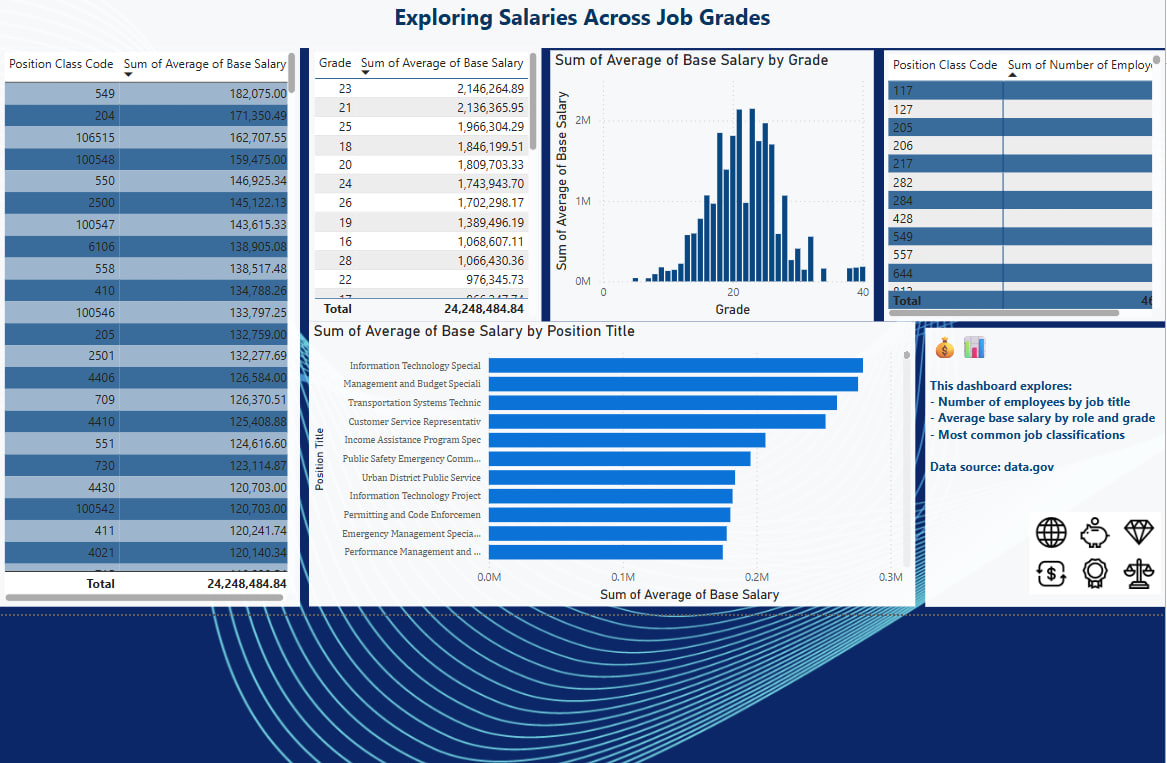 Exploring Salaries Across Job Grades
Position Class Code Sum of Average of Base Salary
549 182,075.00
204 171,350.49
106515 162,707.55
100548 159,475.00
550 146,925.34
2500 145,122.13
100547 143,615.33
6106 138,905.08
558 138,517.48
410 134,788.26
100546 133,797.25
205 132,759.00
2501 132,277.69
4406 126,584.00
709 126,370.51
4410 125,408.88
551 124,616.60
730 123,114.87
4430 120,703.00
100542 120,703.00
411 120,241.74
4021 120,140.34
Total 24,248,484.84
Grade Sum of Average of Base Salary
23 2,146,264.89
21 2,136,365.95
25 1,966,304.29
18 1,846,199.51
20 1,809,703.33
24 1,743,943.70
26 1,702,298.17
19 1,389,496.19
16 1,068,607.11
28 1,066,430.36
22 976,345.73
Total 24,248,484.84
Sum of Average of Base Salary by Grade
Sum of Average of Base Salary
2M
1M
0M
0 20 40
Grade
Position Class Code Sum of Number of Employ
117
127
205
206
217
282
284
428
549
557
644
Total 46
Sum of Average of Base Salary by Position Title
Position Title
Information Technology Special
Management and Budget Speciali
Transportation Systems Technic
Customer Service Representativ
Income Assistance Program Spec
Public Safety Emergency Comm...
Urban District Public Service
Information Technology Project
Permitting and Code Enforcemen
Emergency Management Specia...
Performance Management and ...
0.0M 0.1M 0.2M 0.3M
Sum of Average of Base Salary
This dashboard explores:
- Number of employees by job title
- Average base salary by role and grade
- Most common job classifications
Data source: data.gov